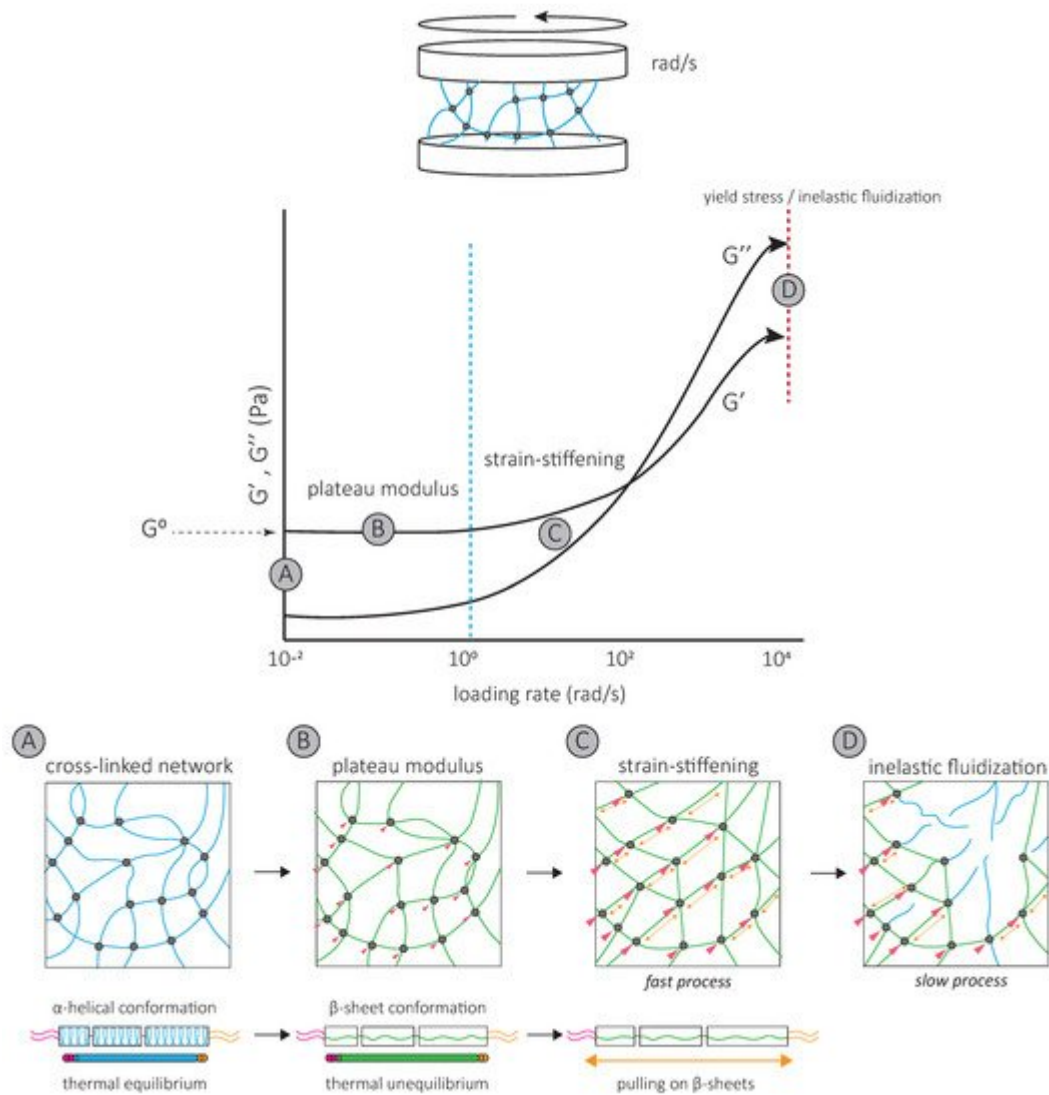 rad/s
yield stress / inelastic fluidization
G′′
D
G′
G′ , G′′ (Pa)
strain-stiffening
plateau modulus
G⁰
B
C
A
10⁻² 10⁰ 10² 10⁴
loading rate (rad/s)
A B C D
cross-linked network plateau modulus strain-stiffening inelastic fluidization
fast process slow process
α-helical conformation β-sheet conformation
thermal equilibrium thermal unequilibrium pulling on β-sheets